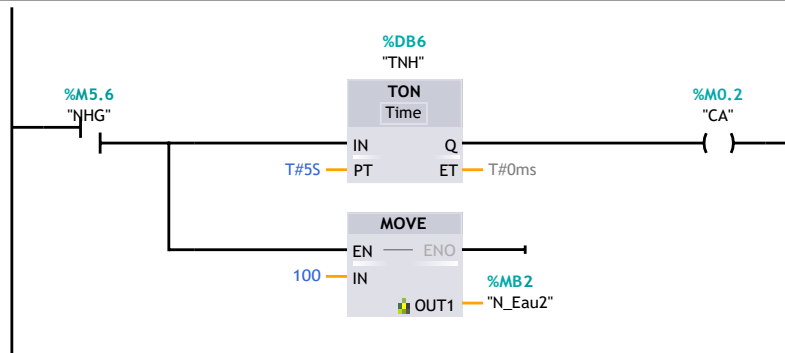 %DB6
"TNH"
%M5.6
"NHG"
TON
Time
%M0.2
"CA"
IN
Q
T#5S
PT
ET
T#0ms
MOVE
EN
ENO
100
IN
%MB2
OUT1
"N_Eau2"